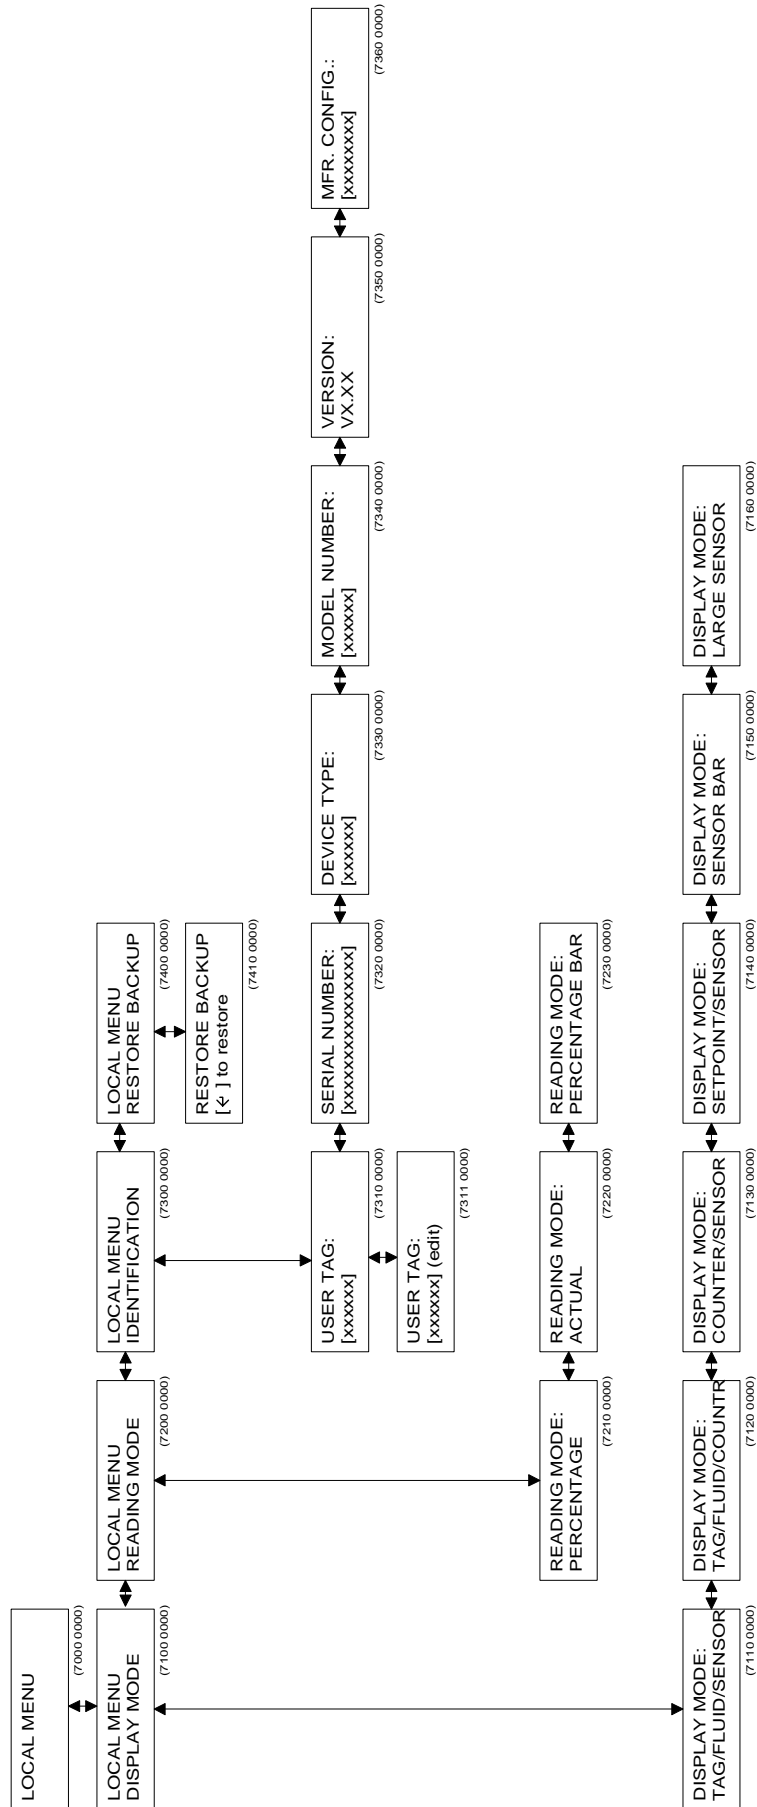 LOCAL MENU
(7000 0000)
LOCAL MENU
DISPLAY MODE
(7100 0000)
LOCAL MENU
READING MODE
(7200 0000)
LOCAL MENU
IDENTIFICATION
(7300 0000)
LOCAL MENU
RESTORE BACKUP
(7400 0000)
RESTORE BACKUP
[↵] to restore
(7410 0000)
USER TAG:
[xxxxxx]
(7310 0000)
SERIAL NUMBER:
[xxxxxxxxxxxxxxxxxx]
(7320 0000)
DEVICE TYPE:
[xxxxxx]
(7330 0000)
MODEL NUMBER:
[xxxxxx]
(7340 0000)
VERSION:
VX.XX
(7350 0000)
MFR. CONFIG.:
[xxxxxxxx]
(7360 0000)
USER TAG:
[xxxxxx] (edit)
(7311 0000)
READING MODE:
PERCENTAGE
(7210 0000)
READING MODE:
ACTUAL
(7220 0000)
READING MODE:
PERCENTAGE BAR
(7230 0000)
DISPLAY MODE:
TAG/FLUID/SENSOR
(7110 0000)
DISPLAY MODE:
TAG/FLUID/COUNTR
(7120 0000)
DISPLAY MODE:
COUNTER/SENSOR
(7130 0000)
DISPLAY MODE:
SETPOINT/SENSOR
(7140 0000)
DISPLAY MODE:
SENSOR BAR
(7150 0000)
DISPLAY MODE:
LARGE SENSOR
(7160 0000)